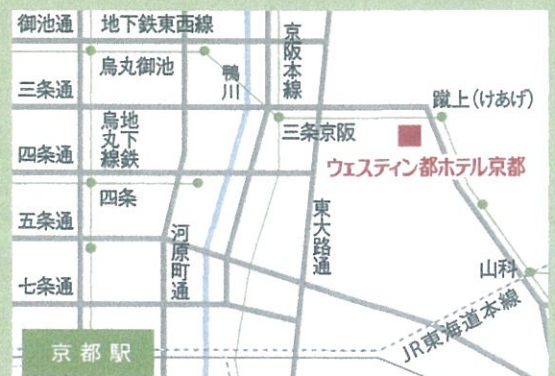 御池通
地下鉄東西線
烏丸御池
鴨川
京阪本線
三条通
蹴上(けあげ)
地下鉄
烏丸線
三条京阪
四条通
ウェスティン都ホテル京都
四条
五条通
河原町通
東大路通
七条通
山科
JR東海道本線
京都駅